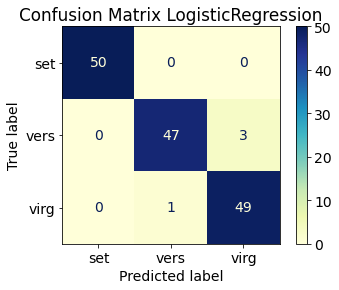 Confusion Matrix LogisticRegression
set 50 0 0
vers 0 47 3
virg 0 1 49
set vers virg
Predicted label
True label
50
40
30
20
10
0